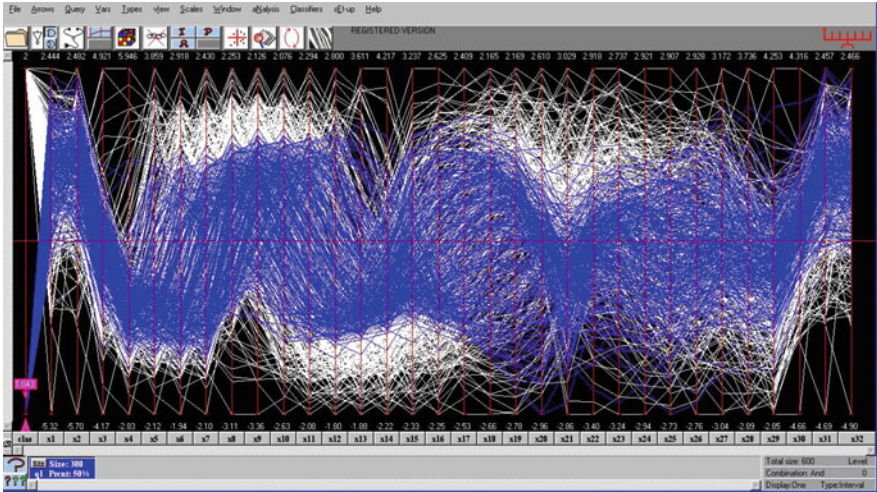 File Arrows Query Vars Types view Scales Window aNalysis Classifiers sEt-up Help
REGISTERED VERSION
2 2.444 2.482 4.921 5.946 3.859 2.918 2.430 2.253 2.126 2.076 2.294 2.800 3.611 4.217 3.237 2.625 2.409 2.165 2.169 2.610 3.029 2.918 2.737 2.921 2.907 2.928 3.172 3.736 4.253 4.316 2.457 2.466
1.043
-5.32 -5.70 -4.17 -2.83 -2.12 -1.94 -2.10 -3.11 -3.36 -2.63 -2.08 -1.80 -1.88 -2.22 -2.33 -2.25 -2.53 -2.66 -2.78 -2.96 -2.86 -3.40 -3.24 -2.94 -2.73 -2.76 -3.04 -2.89 -2.85 -4.66 -4.69 -4.90
clas x1 x2 x3 x4 x5 x6 x7 x8 x9 x10 x11 x12 x13 x14 x15 x16 x17 x18 x19 x20 x21 x22 x23 x24 x25 x26 x27 x28 x29 x30 x31 x32
? Size: 300
??? q1 Prcnt: 50%
Total size: 600 Level:
Combination: And 0
Display:One Type:Interval